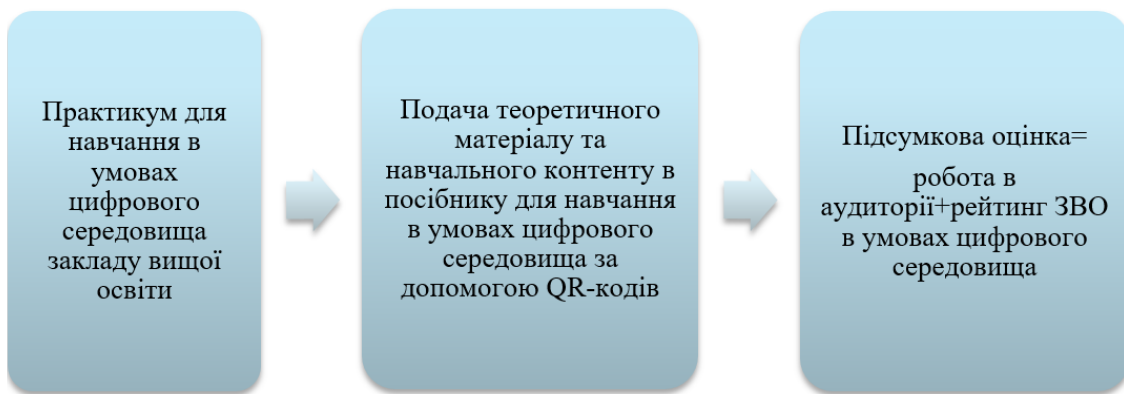 Практикум для
навчання в
умовах
цифрового
середовища
закладу вищої
освіти
Подача теоретичного
матеріалу та
навчального контенту в
посібнику для навчання
в умовах цифрового
середовища за
допомогою QR-кодів
Підсумкова оцінка=
робота в
аудиторії+рейтинг ЗВО
в умовах цифрового
середовища